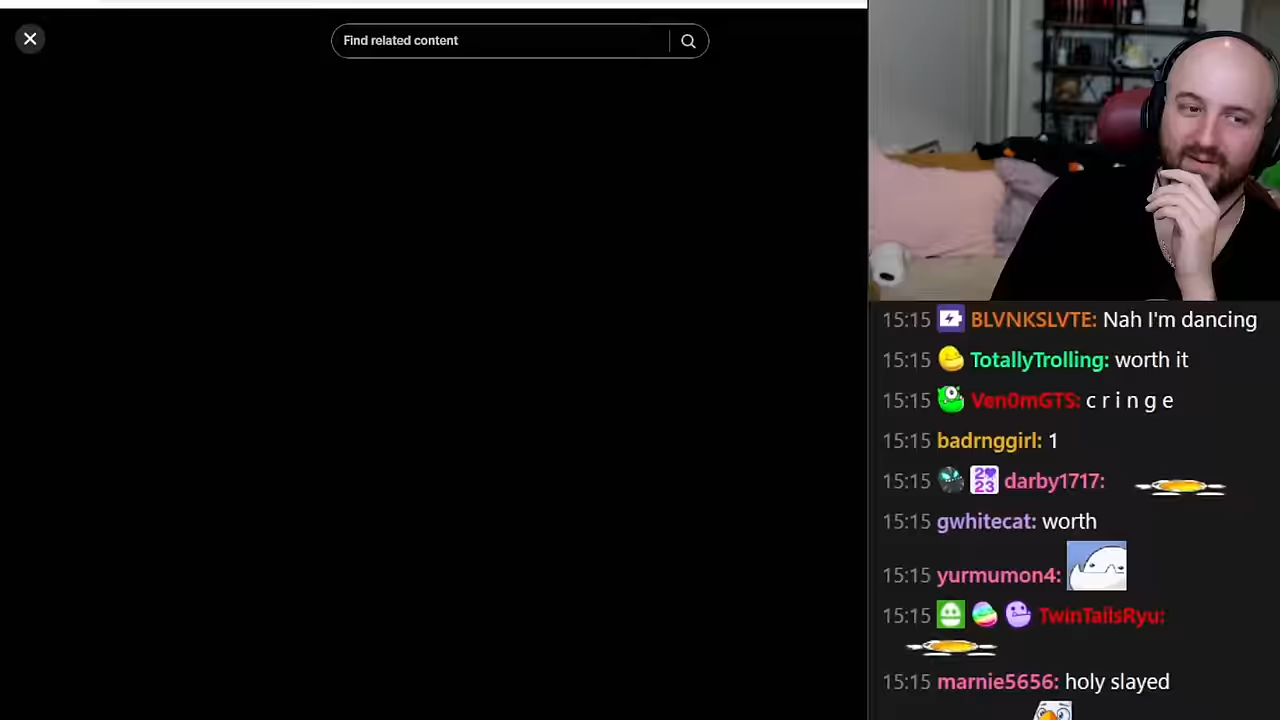 Find related content
15:15 BLVNKSLVTE: Nah I'm dancing
15:15 TotallyTrolling: worth it
15:15 Ven0mGTS: c r i n g e
15:15 badrnggirl: 1
15:15 2 23 darby1717:
15:15 gwhitecat: worth
15:15 yurmumon4:
15:15 TwinTailsRyu:
15:15 marnie5656: holy slayed